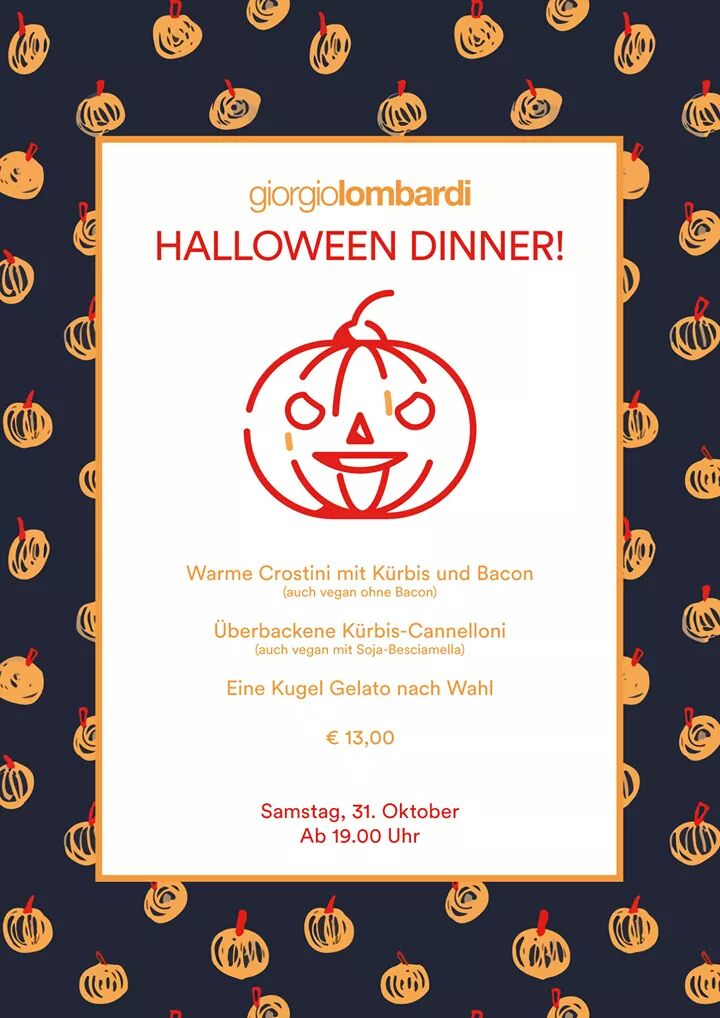 giorgiolombardi
HALLOWEEN DINNER!
Warme Crostini mit Kürbis und Bacon
(auch vegan ohne Bacon)
Überbackene Kürbis-Cannelloni
(auch vegan mit Soja-Besciamella)
Eine Kugel Gelato nach Wahl
€ 13,00
Samstag, 31. Oktober
Ab 19.00 Uhr